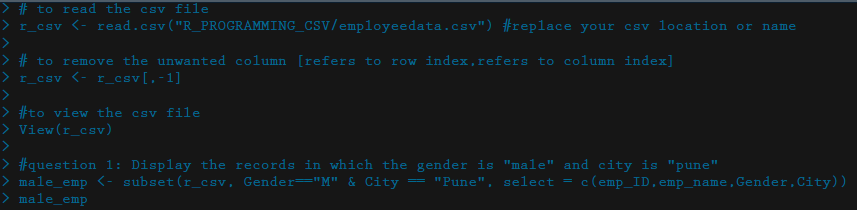 > # to read the csv file
> r_csv <- read.csv("R_PROGRAMMING_CSV/employeedata.csv") #replace your csv location or name
>
> # to remove the unwanted column [refers to row index,refers to column index]
> r_csv <- r_csv[,-1]
>
> #to view the csv file
> View(r_csv)
>
> #question 1: Display the records in which the gender is "male" and city is "pune"
> male_emp <- subset(r_csv, Gender=="M" & City == "Pune", select = c(emp_ID,emp_name,Gender,City))
> male_emp